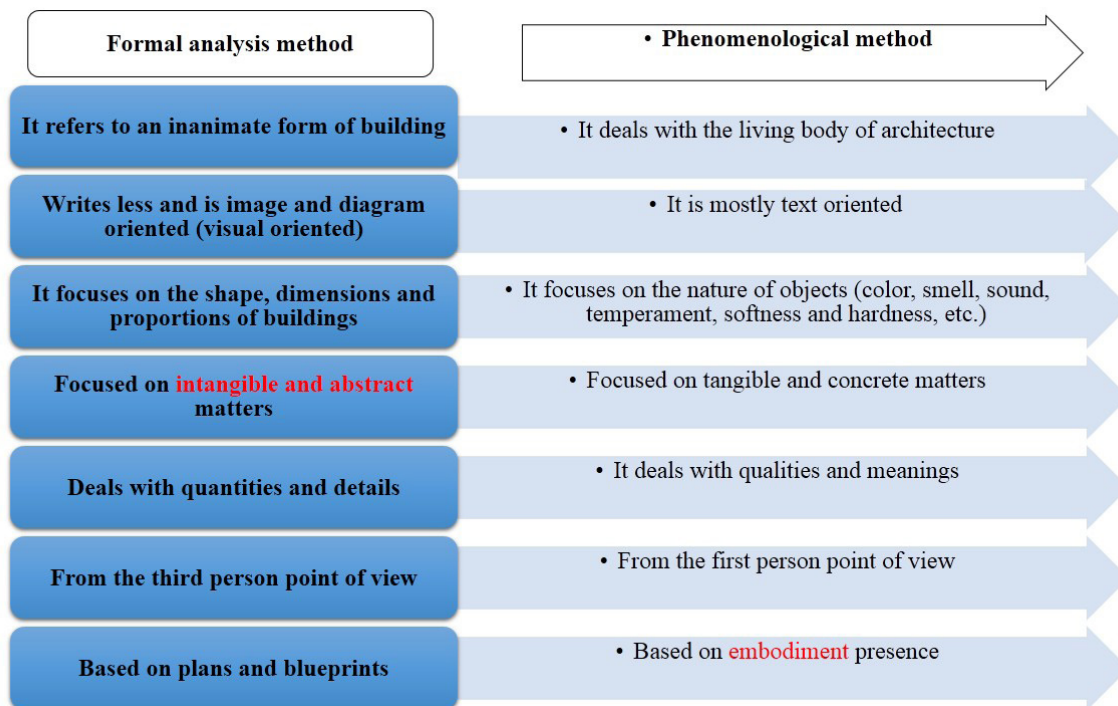 Formal analysis method
• Phenomenological method
It refers to an inanimate form of building
• It deals with the living body of architecture
Writes less and is image and diagram
oriented (visual oriented)
• It is mostly text oriented
It focuses on the shape, dimensions and
proportions of buildings
• It focuses on the nature of objects (color, smell, sound,
temperament, softness and hardness, etc.)
Focused on intangible and abstract
matters
• Focused on tangible and concrete matters
Deals with quantities and details
• It deals with qualities and meanings
From the third person point of view
• From the first person point of view
Based on plans and blueprints
• Based on embodiment presence